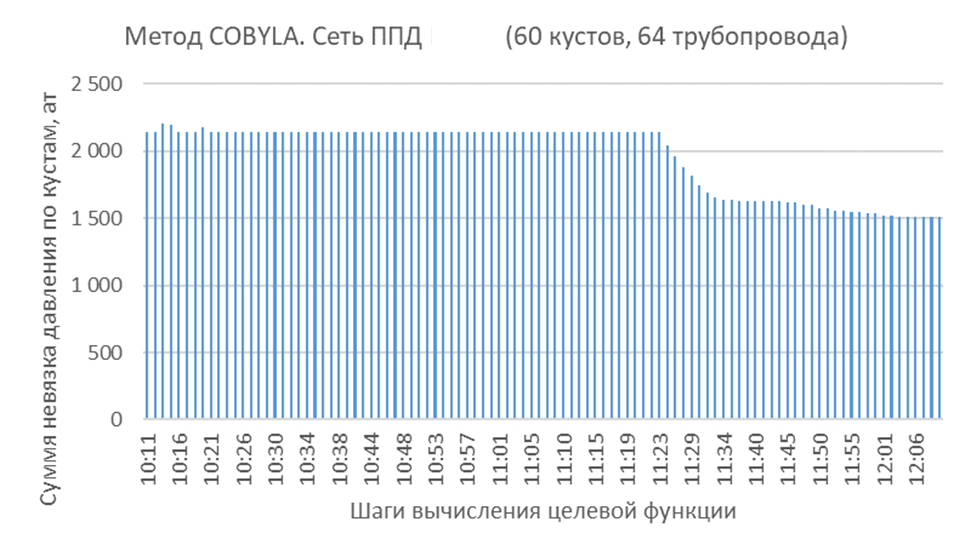 Метод COBYLA. Сеть ППД (60 кустов, 64 трубопровода)
Суммя невязка давления по кустам, ат
2 500
2 000
1 500
1 000
500
0
10:11 10:16 10:21 10:26 10:30 10:34 10:38 10:44 10:48 10:53 10:57 11:01 11:05 11:10 11:15 11:19 11:23 11:29 11:34 11:40 11:45 11:50 11:55 12:01 12:06
Шаги вычисления целевой функции